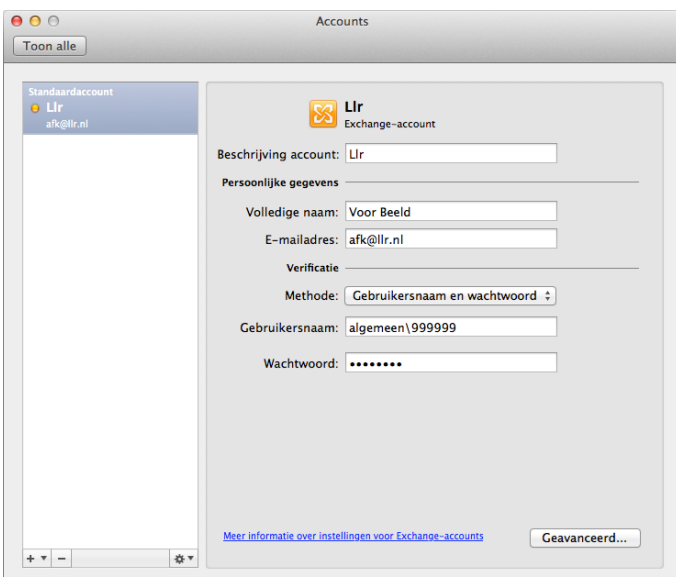 Accounts
Toon alle
Standaardaccount
Llr
afk@llr.nl
Llr
Exchange-account
Beschrijving account: Llr
Persoonlijke gegevens
Volledige naam: Voor Beeld
E-mailadres: afk@llr.nl
Verificatie
Methode: Gebruikersnaam en wachtwoord
Gebruikersnaam: algemeen\999999
Wachtwoord: ••••••••
Meer informatie over instellingen voor Exchange-accounts
Geavanceerd...